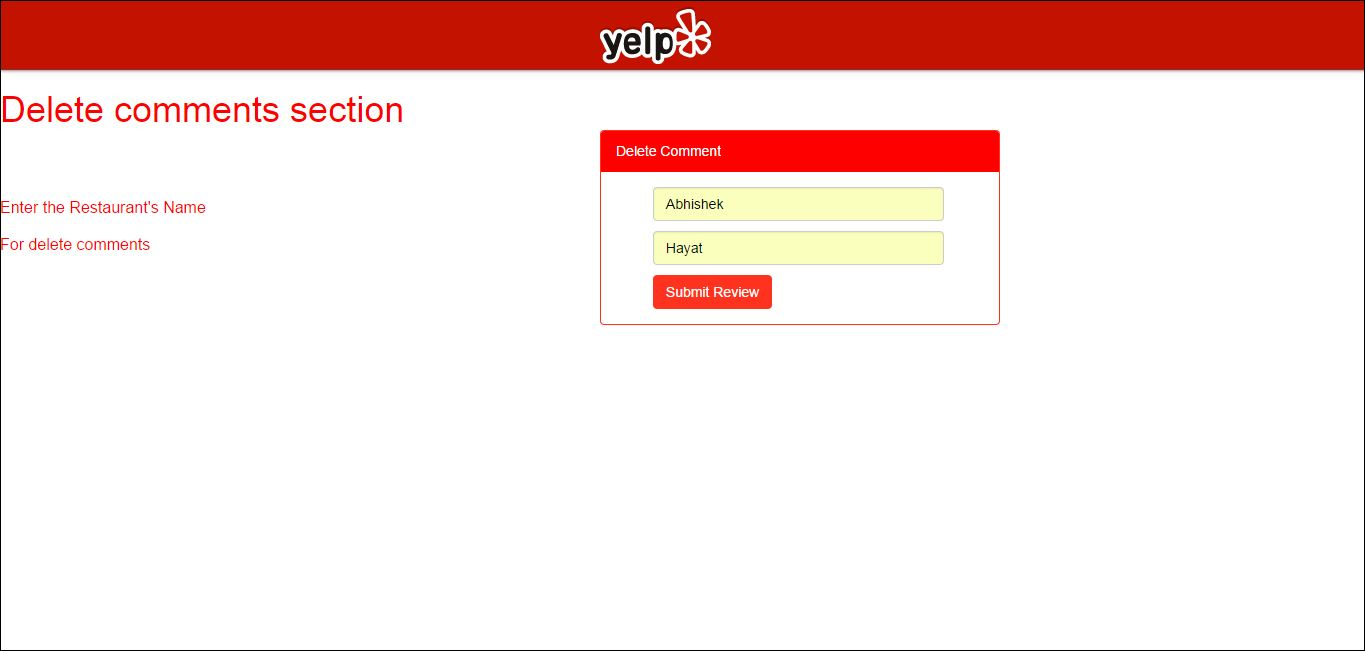 yelp
Delete comments section
Delete Comment
Enter the Restaurant's Name
For delete comments
Abhishek
Hayat
Submit Review